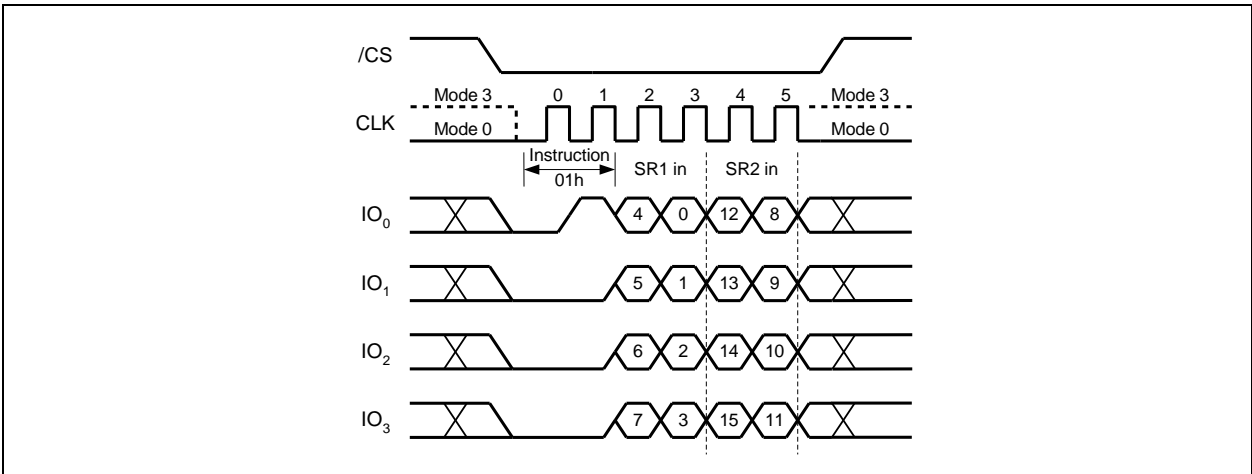 /CS
Mode 3 0 1 2 3 4 5 Mode 3
CLK Mode 0 Mode 0
Instruction SR1 in SR2 in
01h
IO0 4 0 12 8
IO1 5 1 13 9
IO2 6 2 14 10
IO3 7 3 15 11